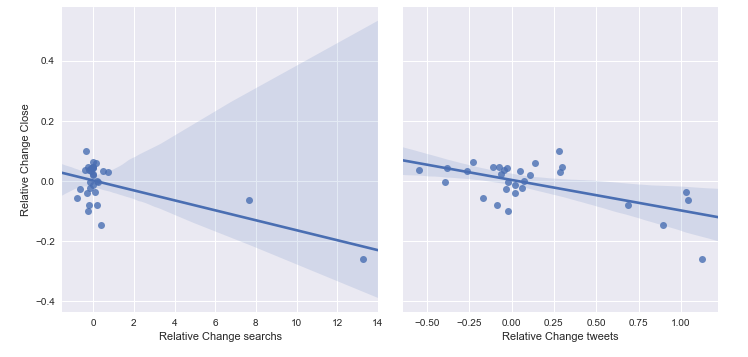 Relative Change Close
0.4
0.2
0.0
−0.2
−0.4
0 2 4 6 8 10 12 14
Relative Change searchs
−0.50 −0.25 0.00 0.25 0.50 0.75 1.00
Relative Change tweets